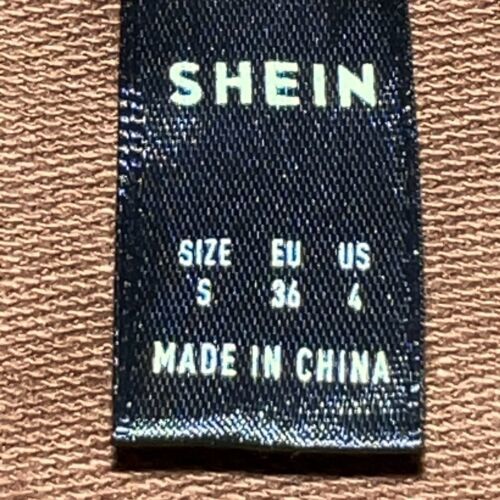 SHEIN
SIZE EU US
S 36 4
MADE IN CHINA